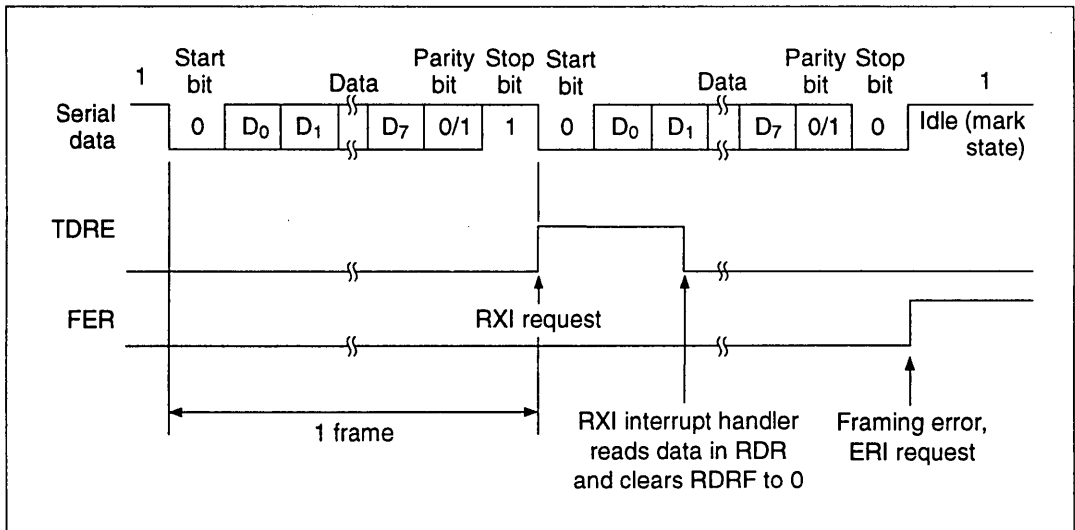 1 Start bit Data Parity bit Stop bit Start bit Data Parity bit Stop bit 1
Serial data 0 D0 D1 D7 0/1 1 0 D0 D1 D7 0/1 0 Idle (mark state)
TDRE
FER
RXI request
1 frame
RXI interrupt handler
reads data in RDR
and clears RDRF to 0
Framing error,
ERI request